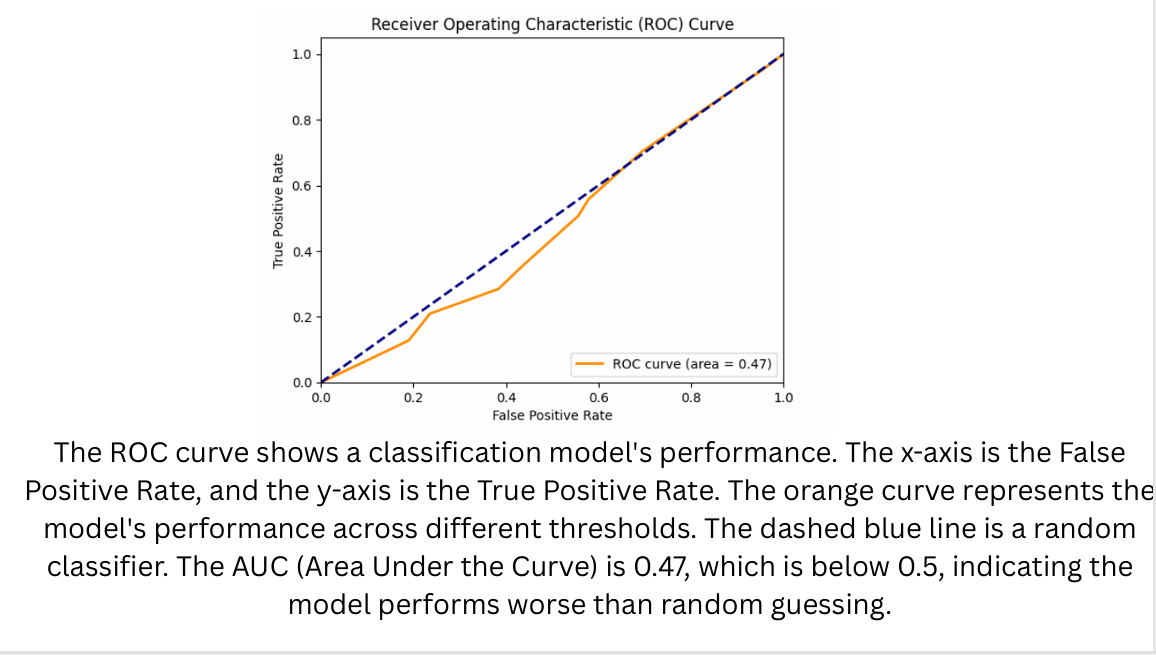 Receiver Operating Characteristic (ROC) Curve
1.0
0.8
0.6
0.4
0.2
0.0
True Positive Rate
ROC curve (area = 0.47)
0.0 0.2 0.4 0.6 0.8 1.0
False Positive Rate
The ROC curve shows a classification model's performance. The x-axis is the False
Positive Rate, and the y-axis is the True Positive Rate. The orange curve represents the
model's performance across different thresholds. The dashed blue line is a random
classifier. The AUC (Area Under the Curve) is 0.47, which is below 0.5, indicating the
model performs worse than random guessing.